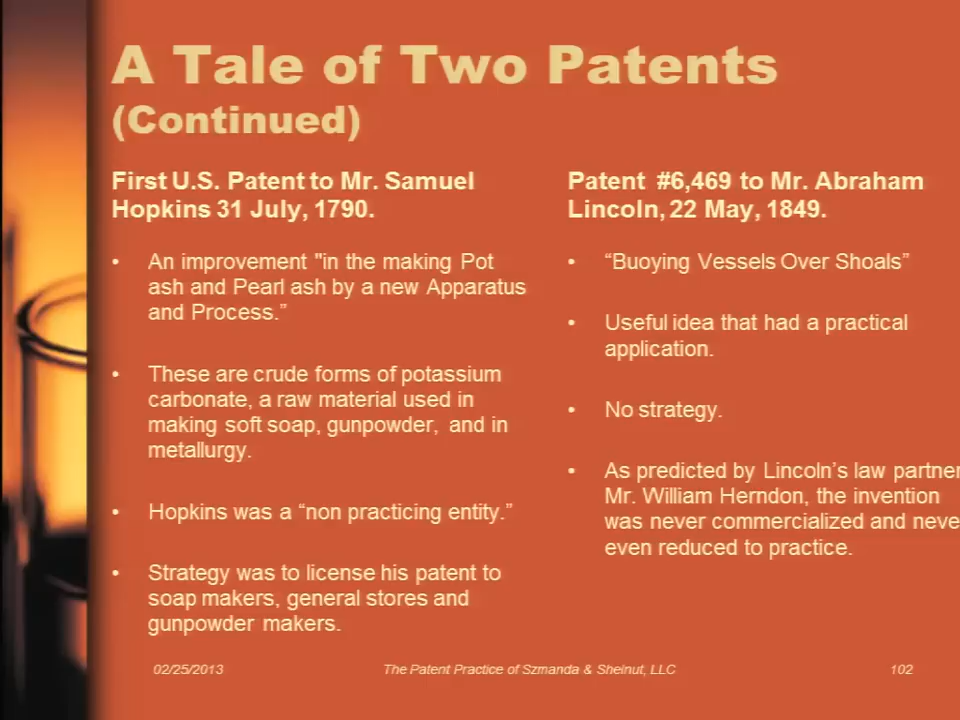 A Tale of Two Patents
(Continued)
First U.S. Patent to Mr. Samuel
Hopkins 31 July, 1790.
• An improvement "in the making Pot
ash and Pearl ash by a new Apparatus
and Process.”
• These are crude forms of potassium
carbonate, a raw material used in
making soft soap, gunpowder, and in
metallurgy.
• Hopkins was a “non practicing entity.”
• Strategy was to license his patent to
soap makers, general stores and
gunpowder makers.
Patent #6,469 to Mr. Abraham
Lincoln, 22 May, 1849.
• “Buoying Vessels Over Shoals”
• Useful idea that had a practical
application.
• No strategy.
• As predicted by Lincoln’s law partner
Mr. William Herndon, the invention
was never commercialized and neve
even reduced to practice.
02/25/2013
The Patent Practice of Szmanda & Shelnut, LLC
102